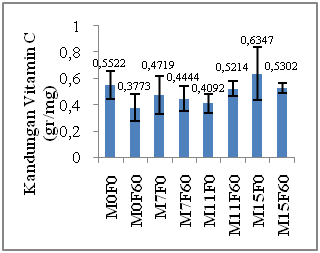 Kandungan Vitamin C
(gr/mg)
1
0,8
0,6
0,4
0,2
0
0,5522
0,3773
0,4719
0,4444
0,4092
0,5214
0,6347
0,5302
M0F0
M0F60
M7F0
M7F60
M11F0
M11F60
M15F0
M15F60